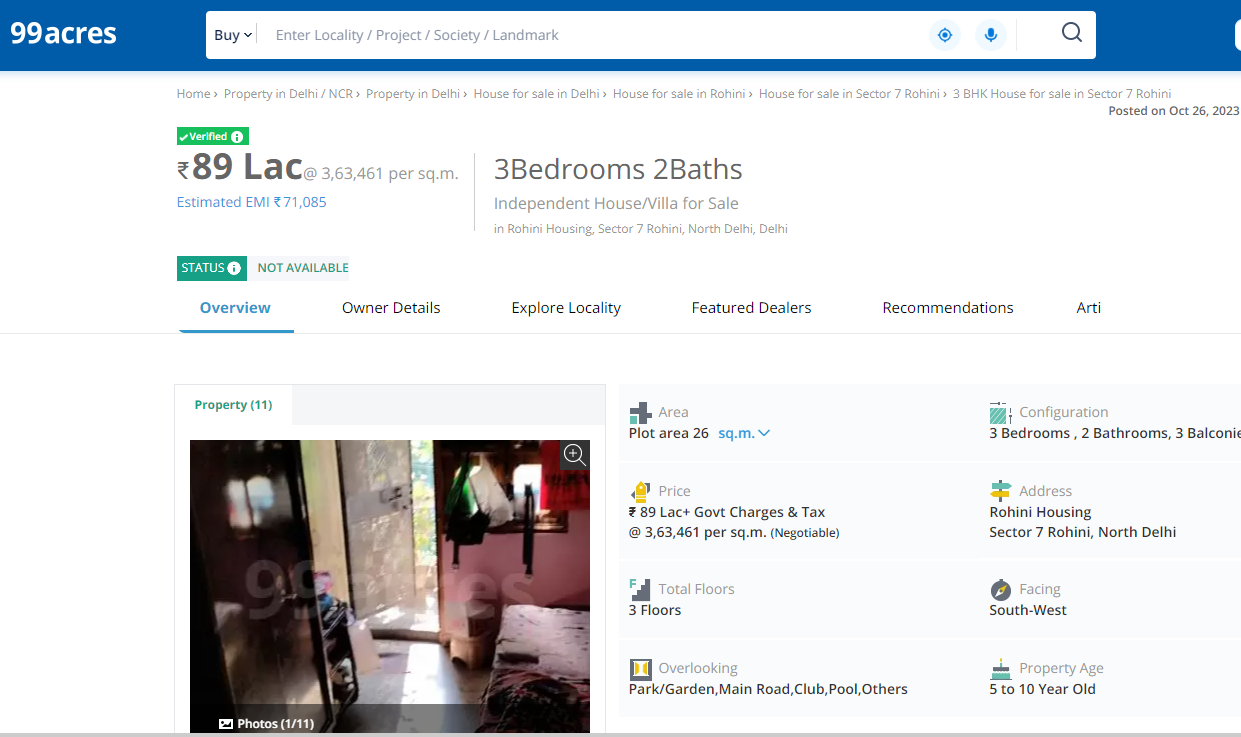 99acres
Buy
Enter Locality / Project / Society / Landmark
Home › Property in Delhi / NCR › Property in Delhi › House for sale in Delhi › House for sale in Rohini › House for sale in Sector 7 Rohini › 3 BHK House for sale in Sector 7 Rohini
Posted on Oct 26, 2023
Verified
₹89 Lac @ 3,63,461 per sq.m.
Estimated EMI ₹71,085
3Bedrooms 2Baths
Independent House/Villa for Sale
in Rohini Housing, Sector 7 Rohini, North Delhi, Delhi
STATUS NOT AVAILABLE
Overview Owner Details Explore Locality Featured Dealers Recommendations Arti
Property (11)
99acres
Photos (1/11)
Area
Plot area 26 sq.m.
Configuration
3 Bedrooms , 2 Bathrooms, 3 Balconie
Price
₹ 89 Lac+ Govt Charges & Tax
@ 3,63,461 per sq.m. (Negotiable)
Address
Rohini Housing
Sector 7 Rohini, North Delhi
Total Floors
3 Floors
Facing
South-West
Overlooking
Park/Garden,Main Road,Club,Pool,Others
Property Age
5 to 10 Year Old